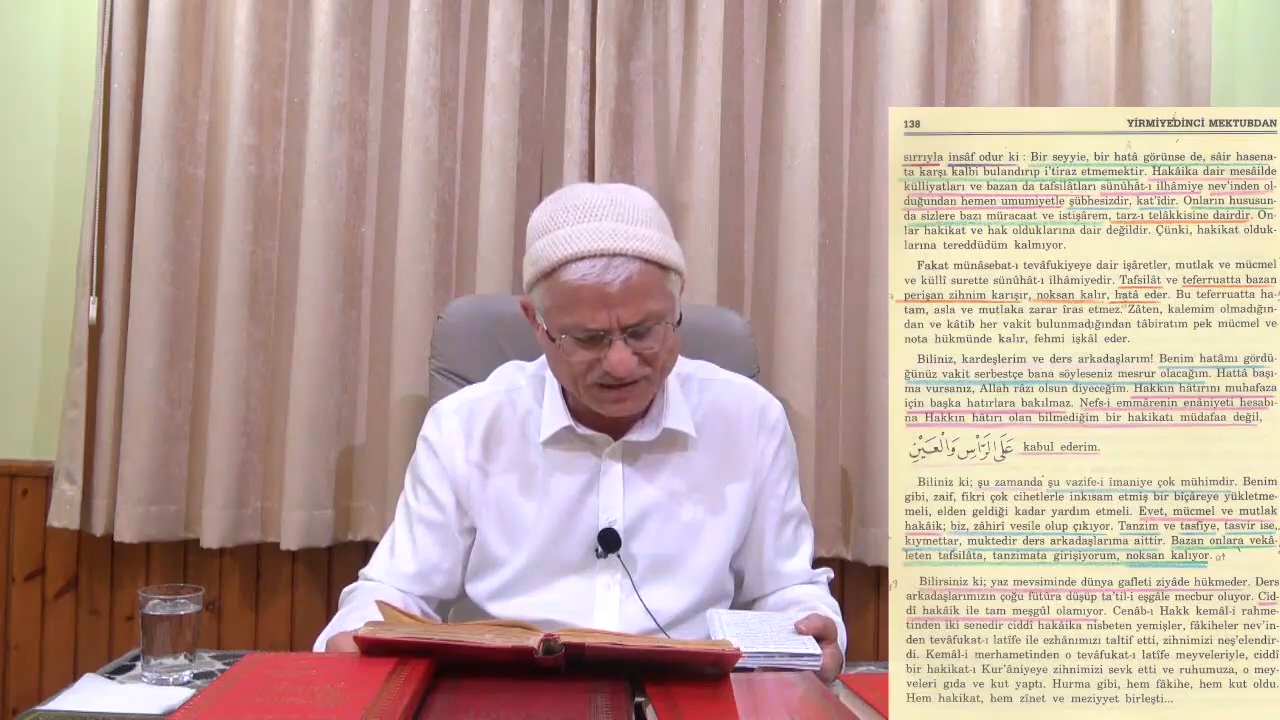 138
YİRMİYEDİNCİ MEKTUBDAN
sırrıyla insâf odur ki : Bir seyyie, bir hatâ görünse de, sâir hasena-
ta karşı kalbi bulandırıp i'tiraz etmemektir. Hakâika dair mesâilde
külliyatları ve bazan da tafsilâtları sünûhât-ı ilhâmiye nev'inden ol-
duğundan hemen umumiyetle şübhesizdir, kat'îdir. Onların hususun-
da sizlere bazı müracaat ve istişârem, tarz-ı telâkkisine dairdir. On-
lar hakikat ve hak olduklarına dair değildir. Çünki, hakikat olduk-
larına tereddüdüm kalmıyor.
Fakat münâsebat-ı tevâfukiyeye dair işâretler, mutlak ve mücmel
ve küllî surette sünûhât-ı ilhâmiyedir. Tafsilât ve teferruatta bazan
perişan zihnim karışır, noksan kalır, hatâ eder. Bu teferruatta ha-
tam, asla ve mutlaka zarar îras etmez. Zâten, kalemim olmadığın-
dan ve kâtib her vakit bulunmadığından tâbiratım pek mücmel ve
nota hükmünde kalır, fehmi işkâl eder.
Biliniz, kardeşlerim ve ders arkadaşlarım! Benim hatâmı gördü-
ğünüz vakit serbestçe bana söyleseniz mesrur olacağım. Hattâ başı-
ma vursanız, Allah râzı olsun diyeceğim. Hakkın hâtırını muhafaza
için başka hatırlara bakılmaz. Nefs-i emmârenin enâniyeti hesabı-
na Hakkın hâtırı olan bilmediğim bir hakikatı müdafaa değil,
عَلَى الرَّاْسِ وَالْعَيْنِ kabul ederim.
Biliniz ki; şu zamanda şu vazife-i îmaniye çok mühimdir. Benim
gibi, zaif, fikri çok cihetlerle inkısam etmiş bir bîçareye yükletme-
meli, elden geldiği kadar yardım etmeli. Evet, mücmel ve mutlak
hakâik; biz, zâhirî vesile olup çıkıyor. Tanzim ve tasfiye, tasvir ise,
kıymettar, muktedir ders arkadaşlarıma aittir. Bazan onlara vekâ-
leten tafsilâta, tanzimata girişiyorum, noksan kalıyor.
Bilirsiniz ki; yaz mevsiminde dünya gafleti ziyâde hükmeder. Ders
arkadaşlarımızın çoğu fütûra düşüp ta'til-i eşgâle mecbur oluyor. Cid-
dî hakâik ile tam meşgûl olamıyor. Cenâb-ı Hakk kemâl-i rahme
tinden iki senedir ciddî hakâika nisbeten yemişler, fâkiheler nev'in-
den tevâfukat-ı latife ile ezhanımızı taltif etti, neş'elendi
di. Kemâl-i merhametinden o tevâfukat-ı latife meyveleriyle ciddî
bir hakikat-ı Kur'âniyeye zihnimizi sevk etti ve ruhumuza, o mey-
veleri gıda ve kut yaptı. Hurma gibi, hem fâkihe, hem kut oldu.
Hem hakikat, hem zînet ve meziyyet birleşti...